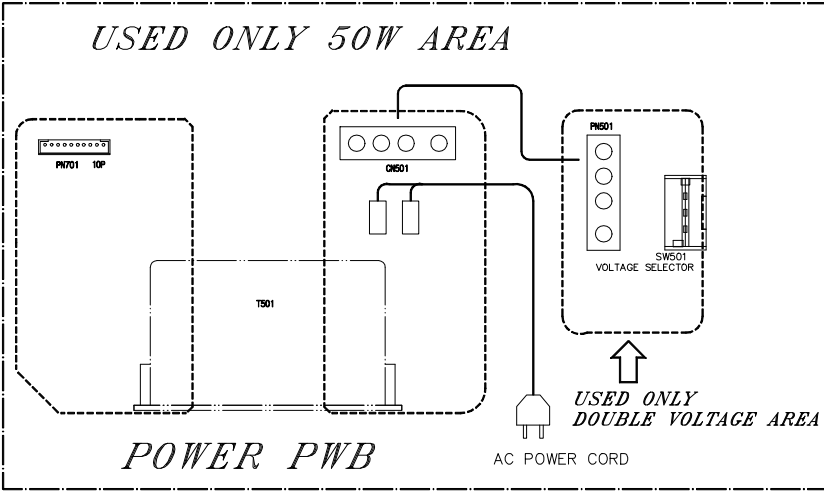 USED ONLY 50W AREA
PN501
PN701 10P
CN501
SW501
VOLTAGE SELECTOR
T501
USED ONLY
DOUBLE VOLTAGE AREA
POWER PWB
AC POWER CORD